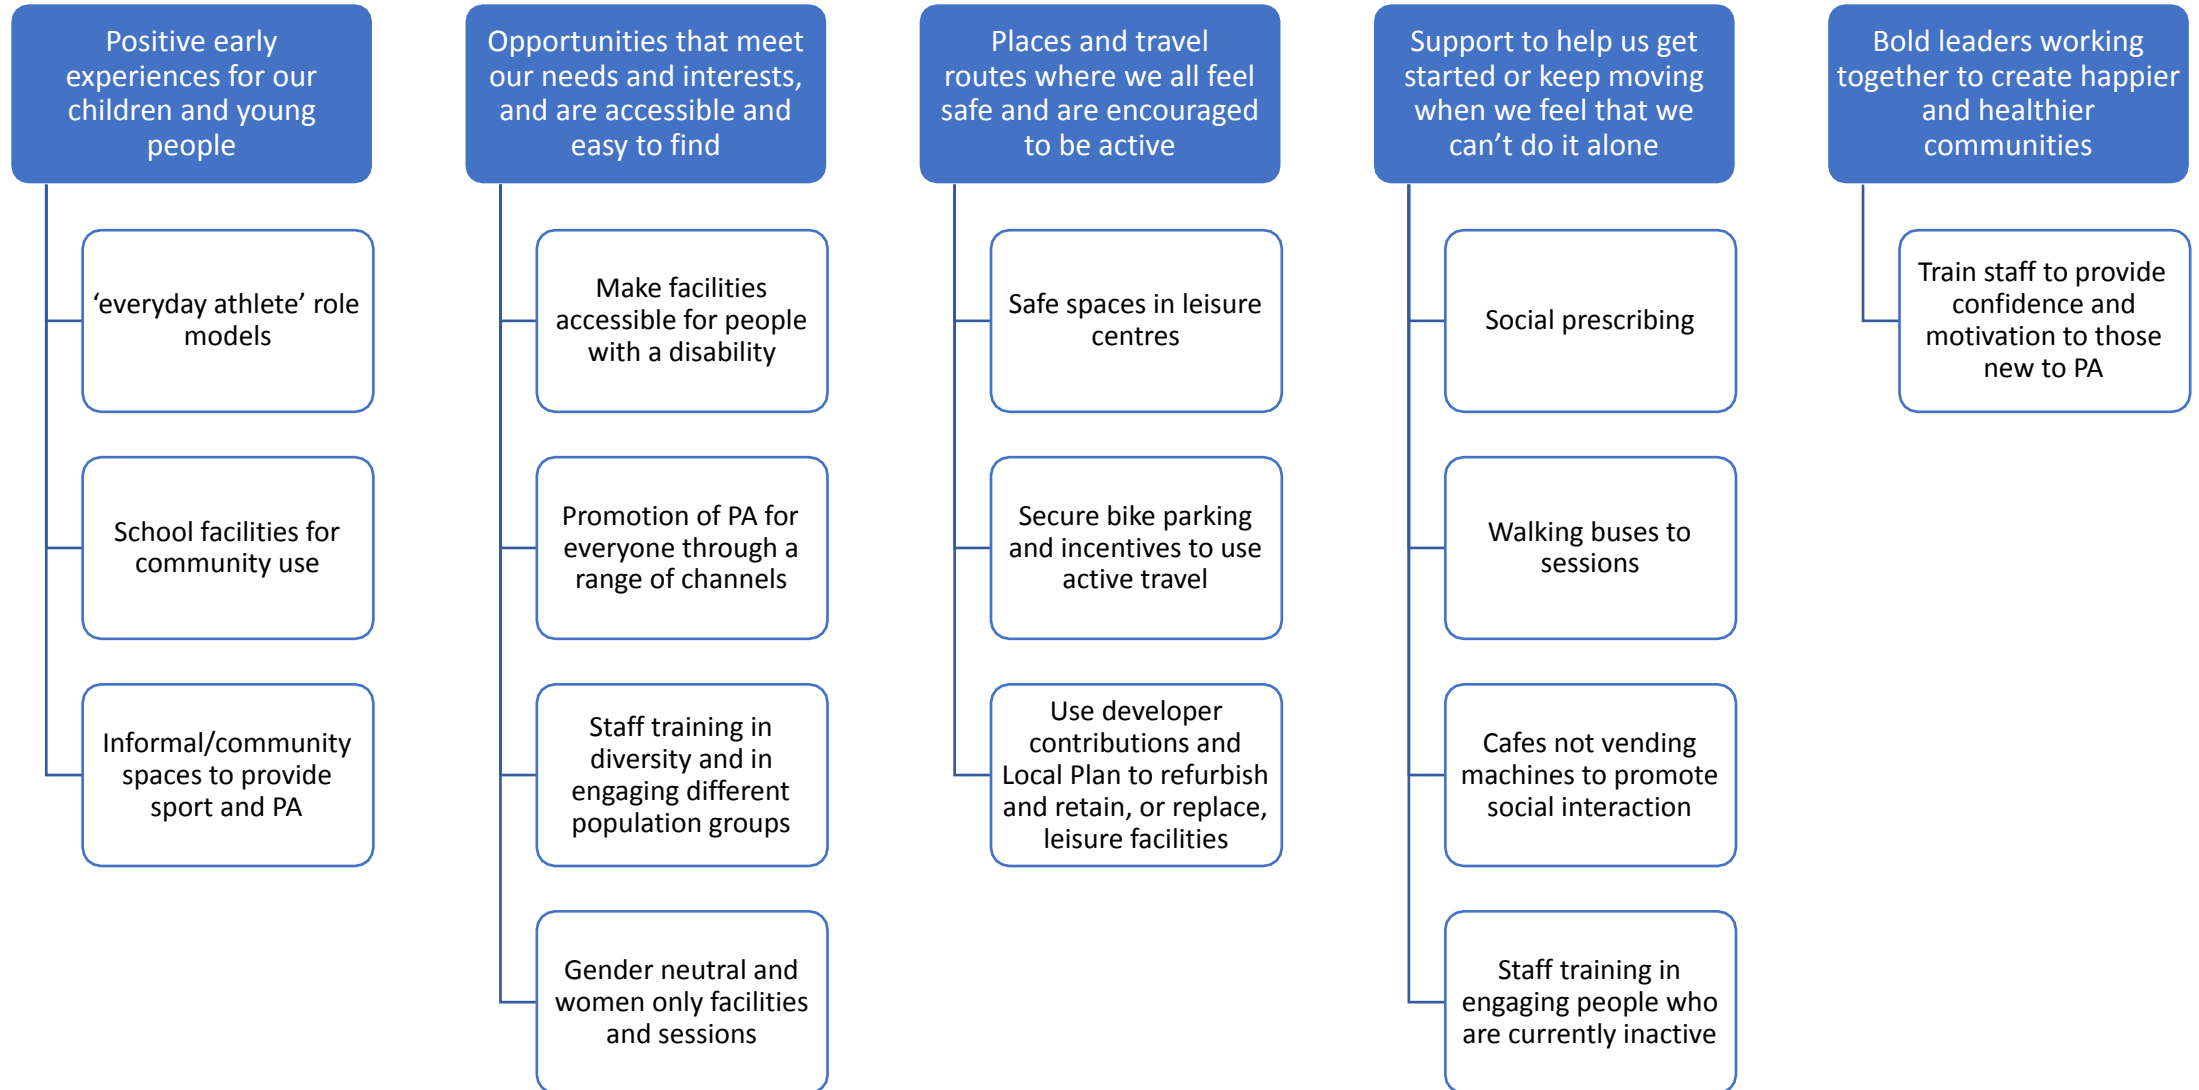 Positive early
experiences for our
children and young
people
‘everyday athlete’ role
models
School facilities for
community use
Informal/community
spaces to provide
sport and PA
Opportunities that meet
our needs and interests,
and are accessible and
easy to find
Make facilities
accessible for people
with a disability
Promotion of PA for
everyone through a
range of channels
Staff training in
diversity and in
engaging different
population groups
Gender neutral and
women only facilities
and sessions
Places and travel
routes where we all feel
safe and are encouraged
to be active
Safe spaces in leisure
centres
Secure bike parking
and incentives to use
active travel
Use developer
contributions and
Local Plan to refurbish
and retain, or replace,
leisure facilities
Support to help us get
started or keep moving
when we feel that we
can’t do it alone
Social prescribing
Walking buses to
sessions
Cafes not vending
machines to promote
social interaction
Staff training in
engaging people who
are currently inactive
Bold leaders working
together to create happier
and healthier
communities
Train staff to provide
confidence and
motivation to those
new to PA